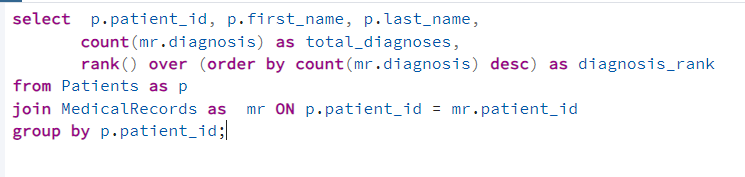 select  p.patient_id, p.first_name, p.last_name,
       count(mr.diagnosis) as total_diagnoses,
       rank() over (order by count(mr.diagnosis) desc) as diagnosis_rank
from Patients as p
join MedicalRecords as  mr ON p.patient_id = mr.patient_id
group by p.patient_id;